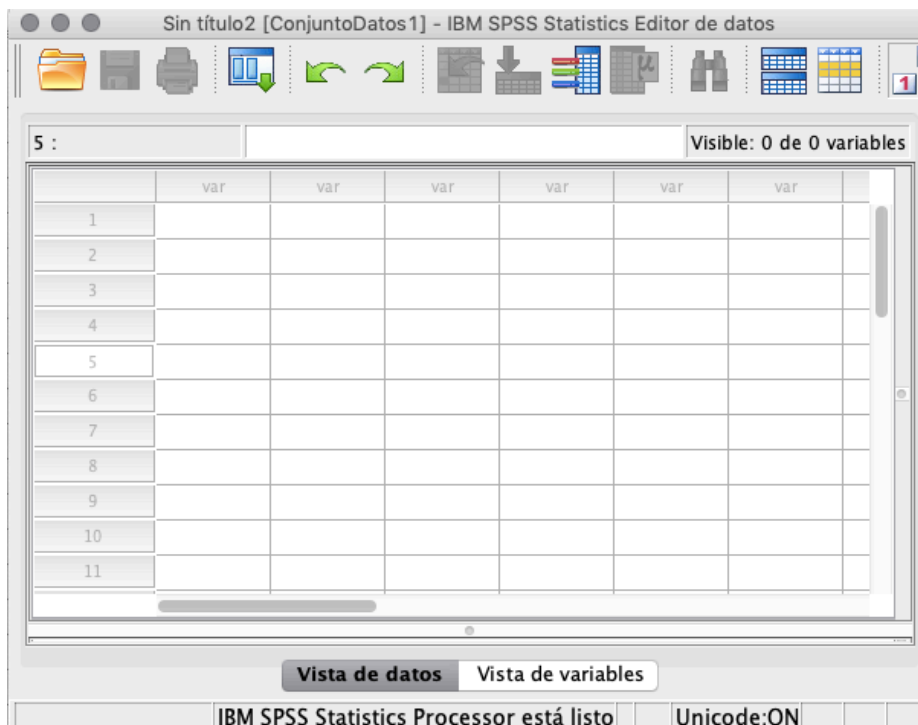 Sin título2 [ConjuntoDatos1] - IBM SPSS Statistics Editor de datos
µ
1
5 : Visible: 0 de 0 variables
var var var var var var
1
2
3
4
5
6
7
8
9
10
11
Vista de datos Vista de variables
IBM SPSS Statistics Processor está listo Unicode:ON